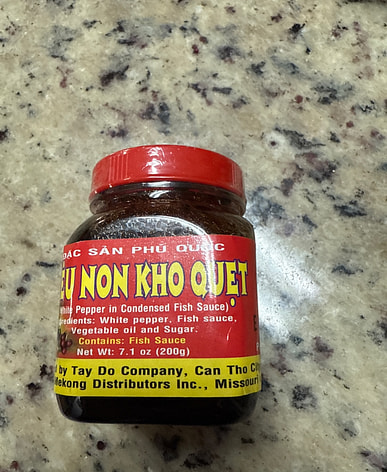 ĐẶC SẢN PHÚ QUỐC
NON KHO QUẸT
Pepper in Condensed Fish Sauce)
White pepper, Fish sauce,
Vegetable oil and Sugar.
Contains: Fish Sauce
Net Wt: 7.1 oz (200g)
by Tay Do Company, Can Tho
Mekong Distributors Inc., Missouri